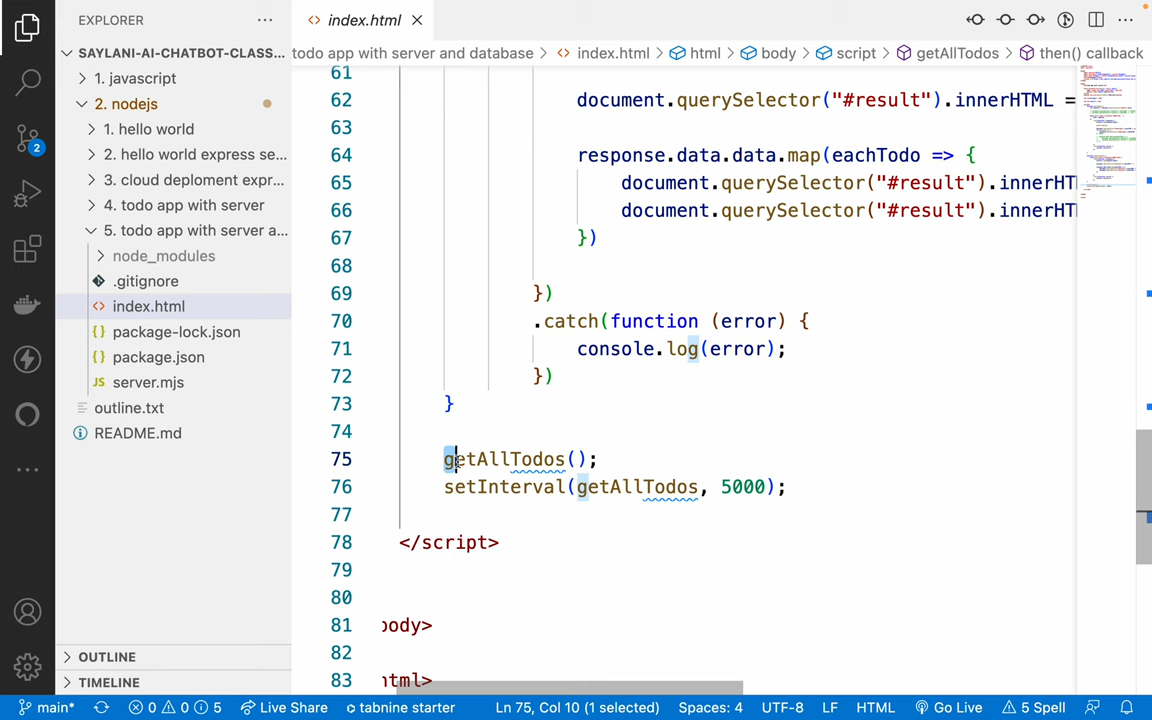 EXPLORER
index.html
SAYLANI-AI-CHATBOT-CLASS...
1. javascript
2. nodejs
1. hello world
2. hello world express se...
3. cloud deploment expr...
4. todo app with server
5. todo app with server a...
node_modules
.gitignore
index.html
package-lock.json
package.json
JS server.mjs
outline.txt
README.md
OUTLINE
TIMELINE
todo app with server and database > index.html > html > body > script > getAllTodos > then() callback
61
62 document.querySelector("#result").innerHTML =
63
64 response.data.data.map(eachTodo => {
65 document.querySelector("#result").innerHT
66 document.querySelector("#result").innerHT
67 })
68
69 })
70 .catch(function (error) {
71 console.log(error);
72 })
73 }
74
75 getAllTodos();
76 setInterval(getAllTodos, 5000);
77
78 </script>
79
80
81 body>
82
83 html>
2
main* 0 0 5 Live Share tabnine starter Ln 75, Col 10 (1 selected) Spaces: 4 UTF-8 LF HTML Go Live 5 Spell